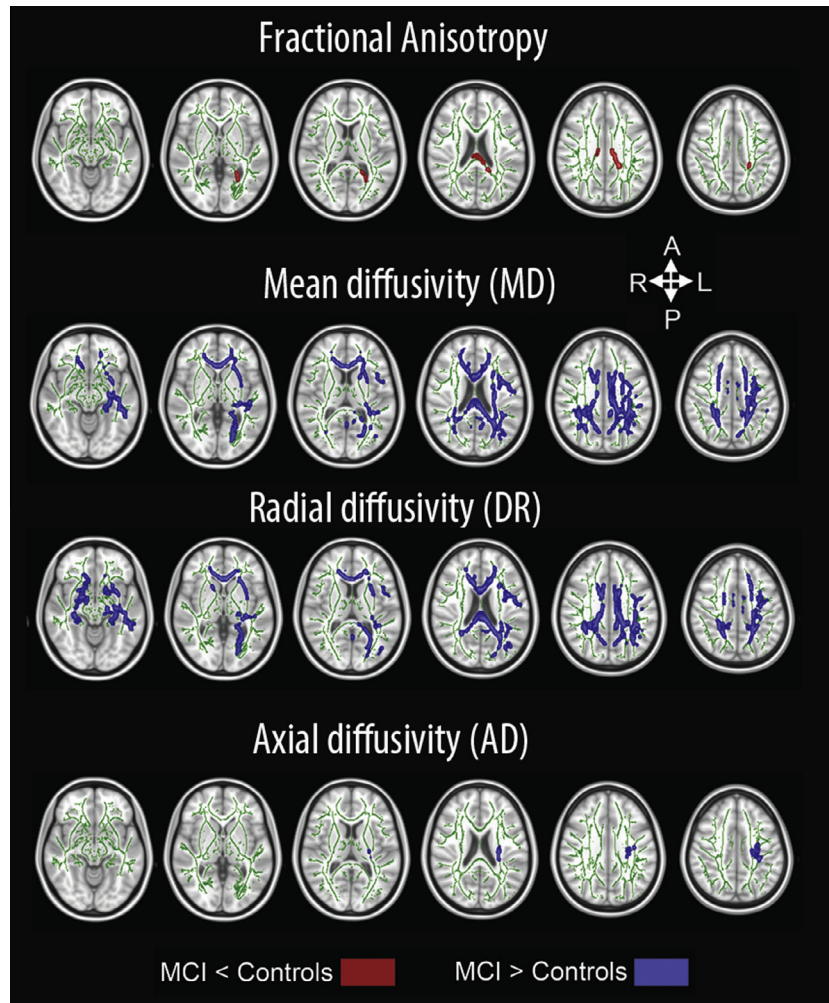 Fractional Anisotropy
A
R L
P
Mean diffusivity (MD)
Radial diffusivity (DR)
Axial diffusivity (AD)
MCI < Controls
MCI > Controls